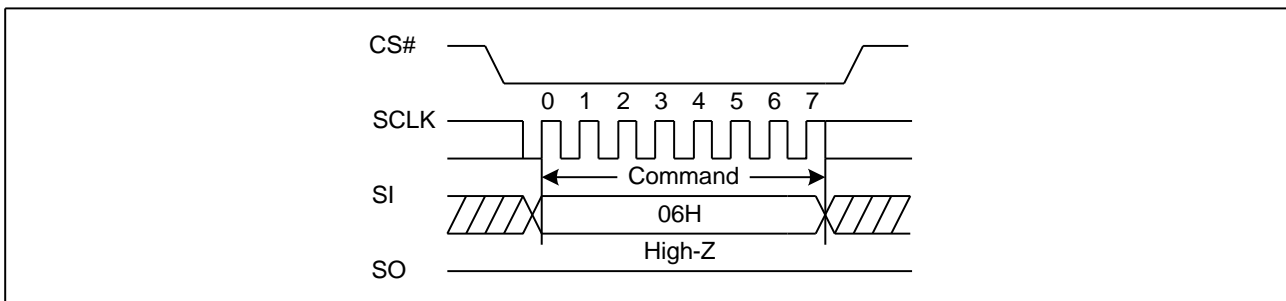 CS#
0 1 2 3 4 5 6 7
SCLK
Command
SI
06H
High-Z
SO